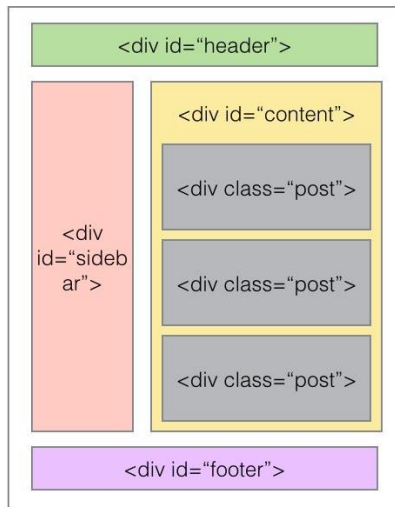 <div id=“header”>
<div
id=“sideb
ar”>
<div id=“content”>
<div class=“post”>
<div class=“post”>
<div class=“post”>
<div id=“footer”>